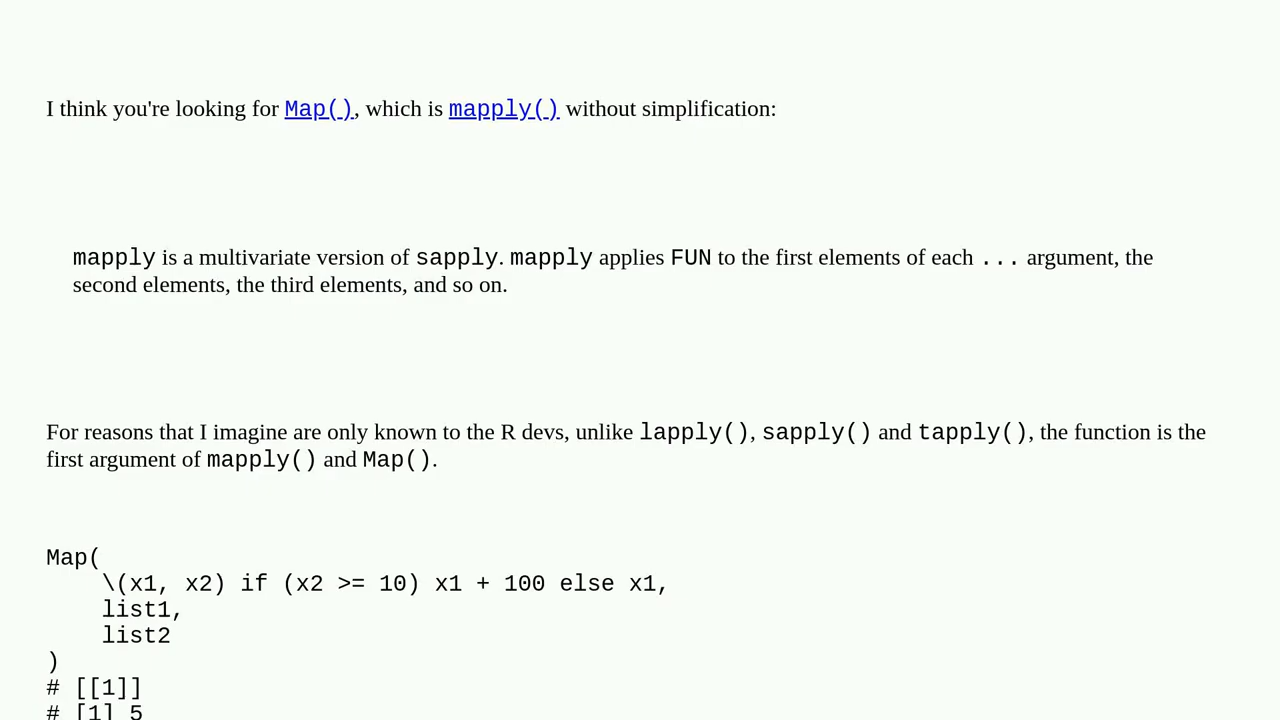 I think you're looking for Map(), which is mapply() without simplification:
mapply is a multivariate version of sapply. mapply applies FUN to the first elements of each ... argument, the
second elements, the third elements, and so on.
For reasons that I imagine are only known to the R devs, unlike lapply(), sapply() and tapply(), the function is the
first argument of mapply() and Map().
Map(
    \(x1, x2) if (x2 >= 10) x1 + 100 else x1,
    list1,
    list2
)
# [[1]]
# [1] 5